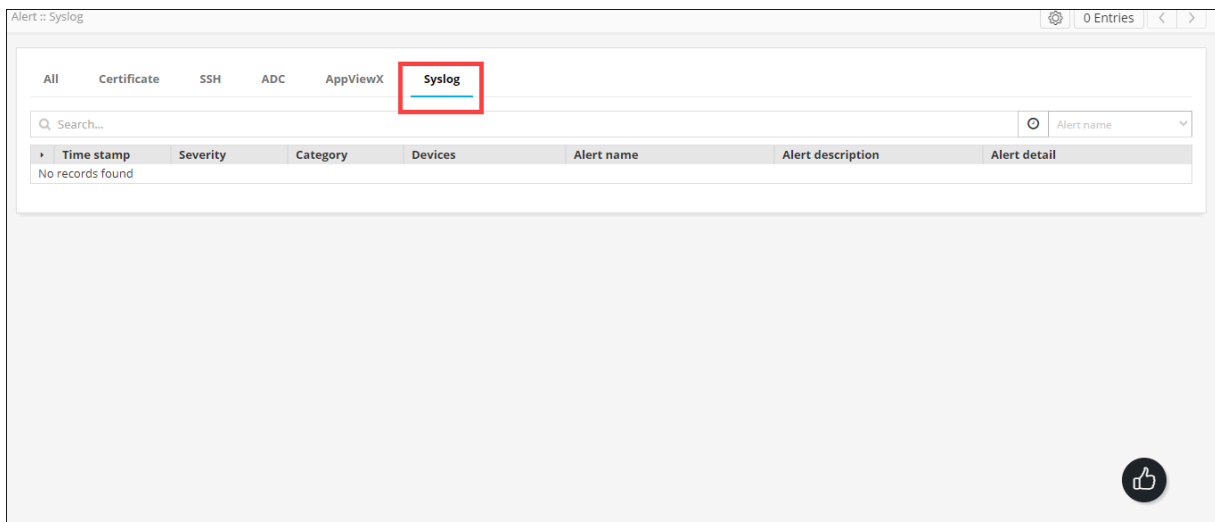 Alert :: Syslog 0 Entries
All Certificate SSH ADC AppViewX Syslog
Search... Alert name
Time stamp Severity Category Devices Alert name Alert description Alert detail
No records found